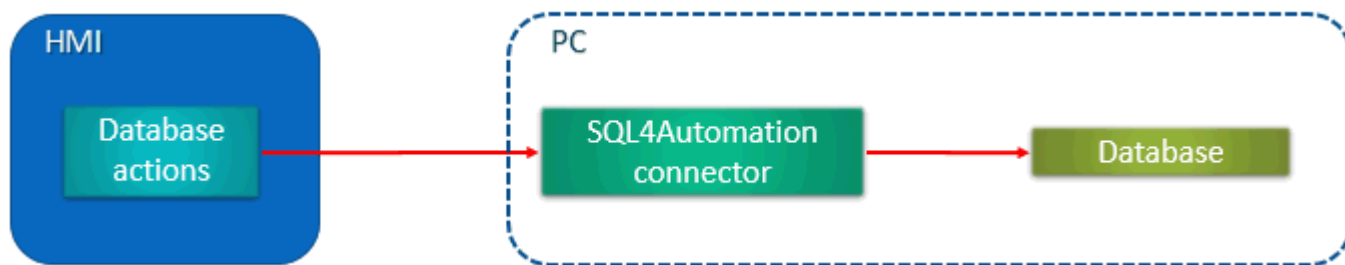 HMI
PC
Database
actions
SQL4Automation
connector
Database